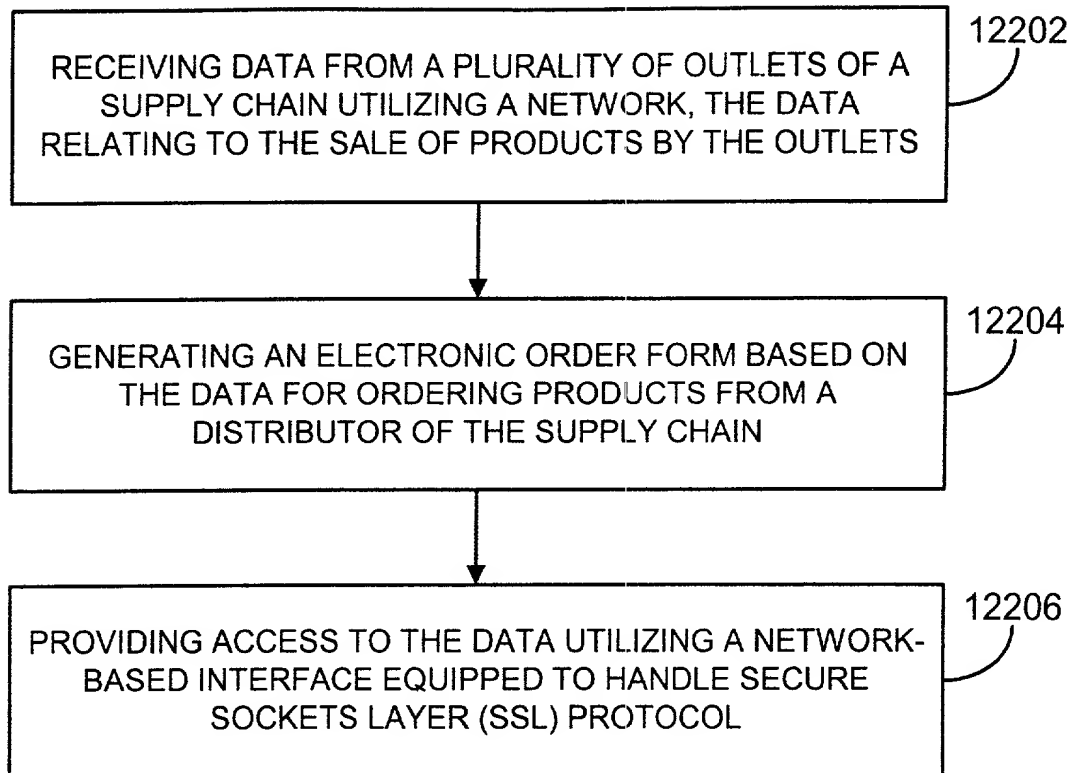 12202
RECEIVING DATA FROM A PLURALITY OF OUTLETS OF A
SUPPLY CHAIN UTILIZING A NETWORK, THE DATA
RELATING TO THE SALE OF PRODUCTS BY THE OUTLETS
12204
GENERATING AN ELECTRONIC ORDER FORM BASED ON
THE DATA FOR ORDERING PRODUCTS FROM A
DISTRIBUTOR OF THE SUPPLY CHAIN
12206
PROVIDING ACCESS TO THE DATA UTILIZING A NETWORK-
BASED INTERFACE EQUIPPED TO HANDLE SECURE
SOCKETS LAYER (SSL) PROTOCOL